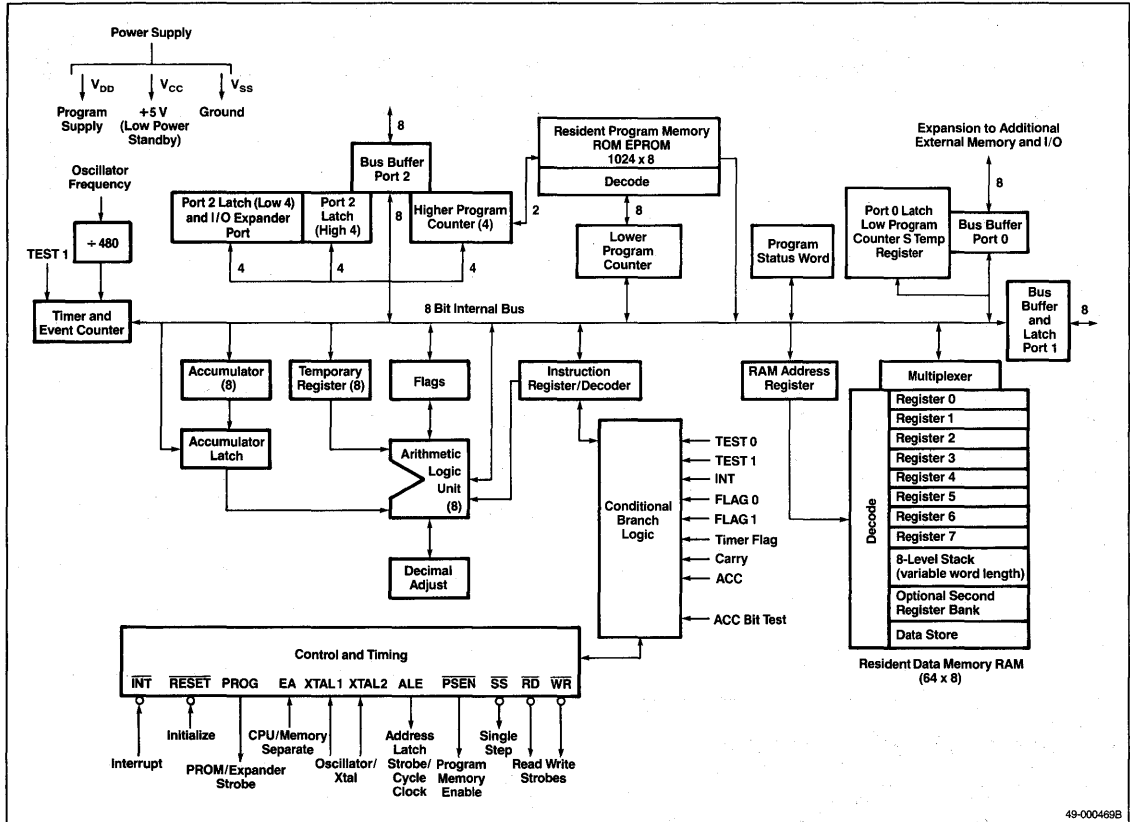 Power Supply
VDD
VCC
VSS
Program
Supply
+5 V
(Low Power
Standby)
Ground
Oscillator
Frequency
÷ 480
TEST 1
Timer and
Event Counter
8
Bus Buffer
Port 2
Port 2 Latch (Low 4)
and I/O Expander
Port
Port 2
Latch
(High 4)
8
Higher Program
Counter (4)
4
4
4
2
Resident Program Memory
ROM EPROM
1024 x 8
Decode
8
Lower
Program
Counter
Program
Status Word
Expansion to Additional
External Memory and I/O
8
Port 0 Latch
Low Program
Counter S Temp
Register
Bus Buffer
Port 0
Bus
Buffer
and
Latch
Port 1
8
8 Bit Internal Bus
Accumulator
(8)
Temporary
Register (8)
Flags
Instruction
Register/Decoder
RAM Address
Register
Multiplexer
Accumulator
Latch
Arithmetic
Logic
Unit
(8)
Decimal
Adjust
Conditional
Branch
Logic
TEST 0
TEST 1
INT
FLAG 0
FLAG 1
Timer Flag
Carry
ACC
ACC Bit Test
Decode
Register 0
Register 1
Register 2
Register 3
Register 4
Register 5
Register 6
Register 7
8-Level Stack
(variable word length)
Optional Second
Register Bank
Data Store
Resident Data Memory RAM
(64 x 8)
Control and Timing
INT RESET PROG EA XTAL1 XTAL2 ALE PSEN SS RD WR
Interrupt
Initialize
PROM/Expander
Strobe
CPU/Memory
Separate
Oscillator/
Xtal
Address
Latch
Strobe/
Cycle
Clock
Program
Memory
Enable
Single
Step
Read Write
Strobes
49-000469B